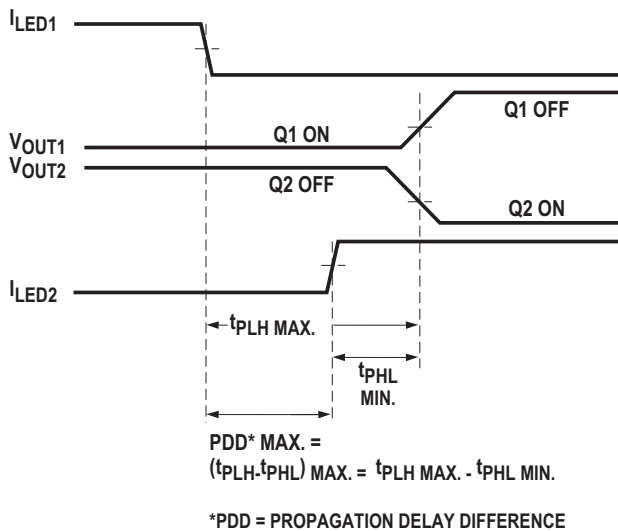 ILED1
Q1 OFF
VOUT1
Q1 ON
VOUT2
Q2 OFF
Q2 ON
ILED2
tPLH MAX.
tPHL
MIN.
PDD* MAX. =
(tPLH-tPHL) MAX. = tPLH MAX. - tPHL MIN.
*PDD = PROPAGATION DELAY DIFFERENCE